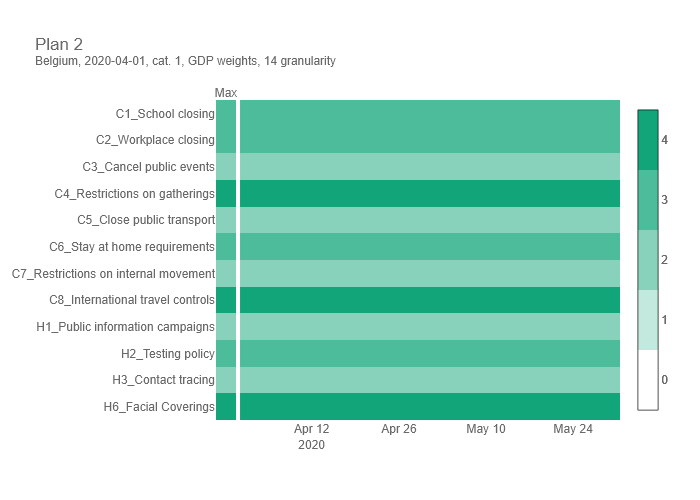 Plan 2
Belgium, 2020-04-01, cat. 1, GDP weights, 14 granularity
Max
C1_School closing
C2_Workplace closing
C3_Cancel public events
C4_Restrictions on gatherings
C5_Close public transport
C6_Stay at home requirements
C7_Restrictions on internal movement
C8_International travel controls
H1_Public information campaigns
H2_Testing policy
H3_Contact tracing
H6_Facial Coverings
Apr 12
2020
Apr 26
May 10
May 24
4
3
2
1
0